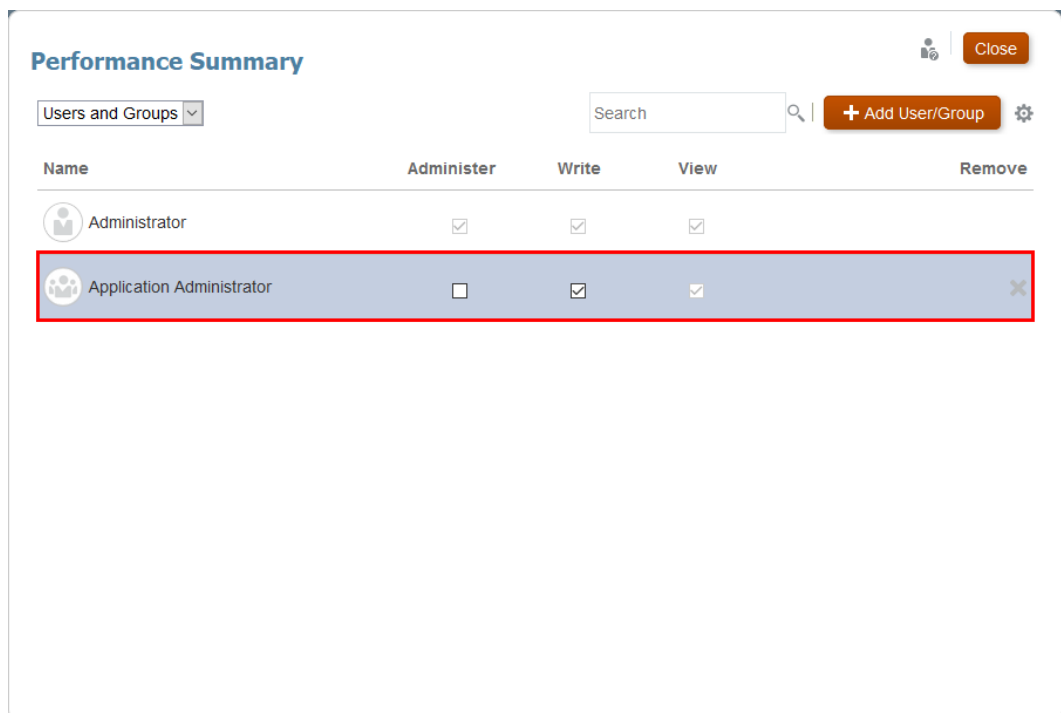 Close
Performance Summary
Users and Groups Search + Add User/Group
Name Administer Write View Remove
Administrator
Application Administrator